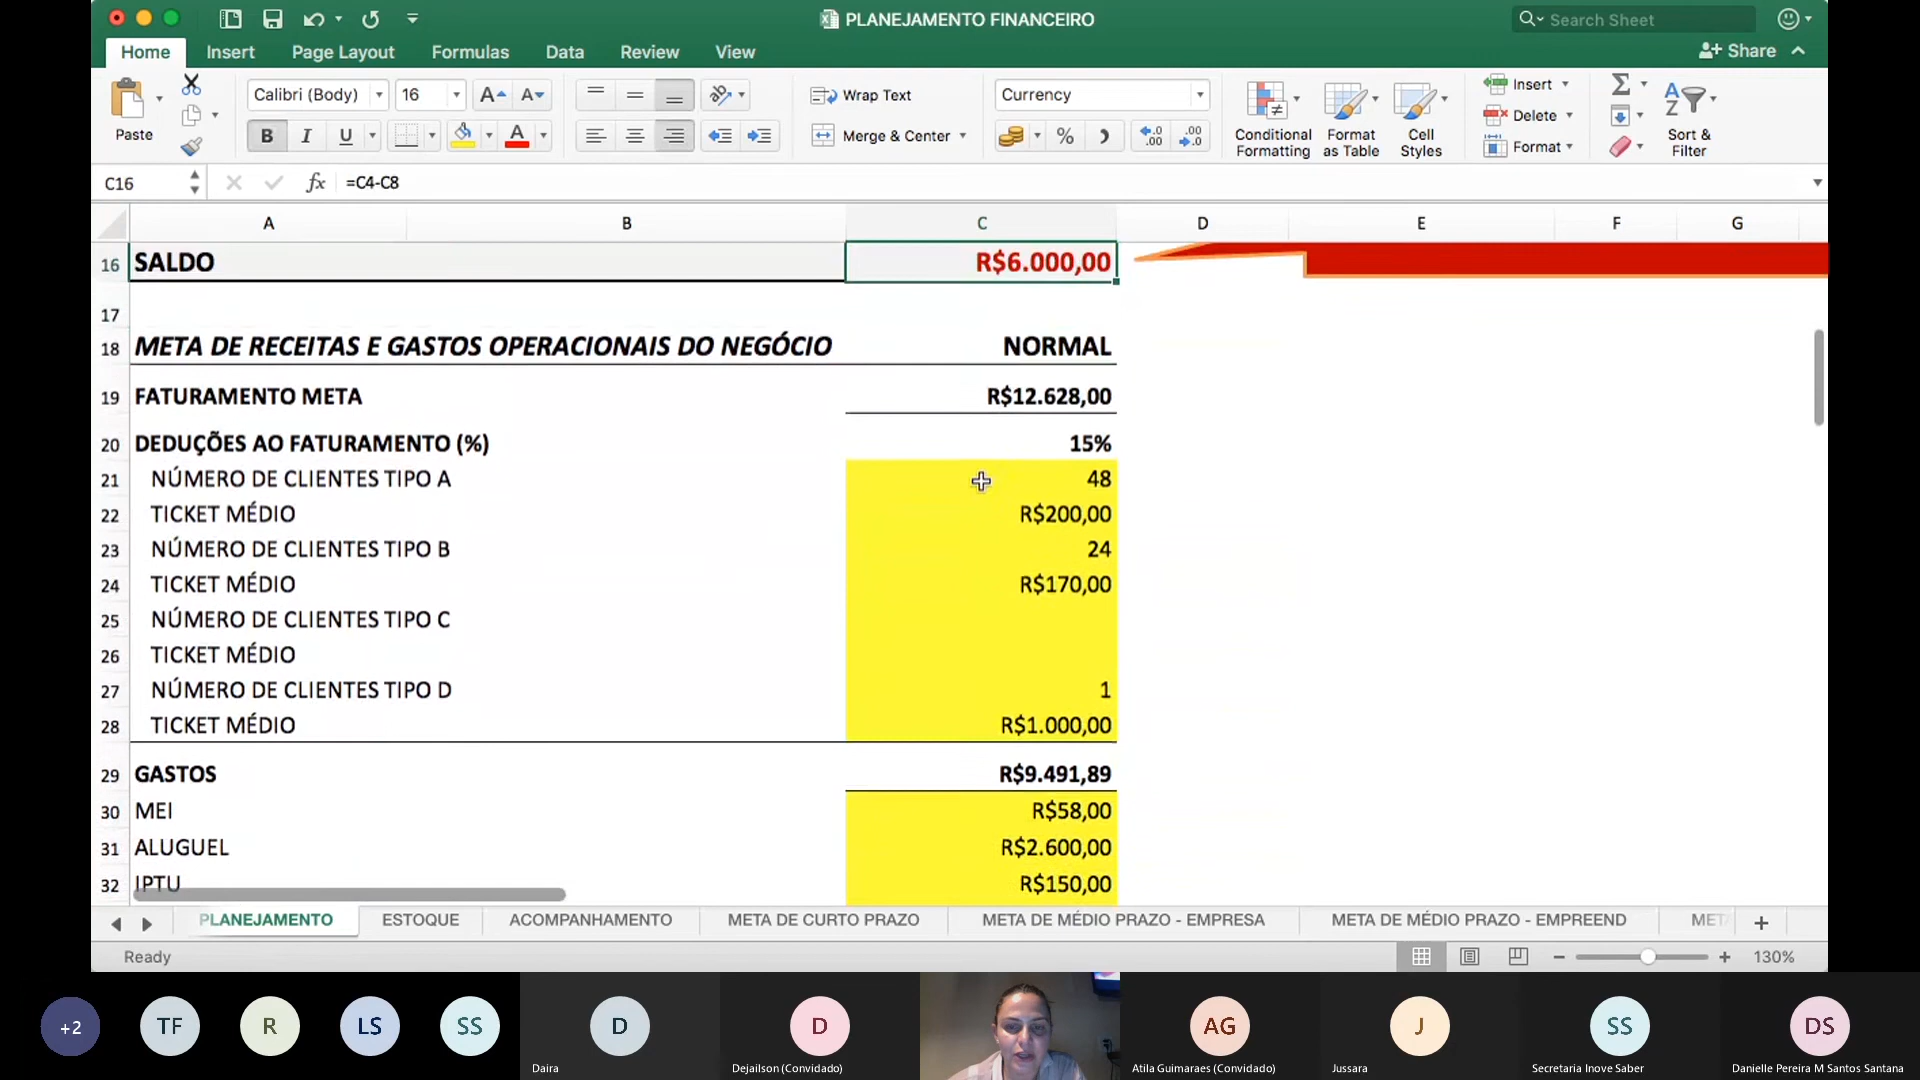 PLANEJAMENTO FINANCEIRO
Search Sheet
Home Insert Page Layout Formulas Data Review View
Share
Paste
Calibri (Body) 16
B I U
Wrap Text
Merge & Center
Currency
%
Conditional Formatting
Format as Table
Cell Styles
Insert
Delete
Format
Sort & Filter
C16 fx =C4-C8
A B C D E F G
16 SALDO R$6.000,00
17
18 META DE RECEITAS E GASTOS OPERACIONAIS DO NEGÓCIO NORMAL
19 FATURAMENTO META R$12.628,00
20 DEDUÇÕES AO FATURAMENTO (%) 15%
21 NÚMERO DE CLIENTES TIPO A 48
22 TICKET MÉDIO R$200,00
23 NÚMERO DE CLIENTES TIPO B 24
24 TICKET MÉDIO R$170,00
25 NÚMERO DE CLIENTES TIPO C
26 TICKET MÉDIO
27 NÚMERO DE CLIENTES TIPO D 1
28 TICKET MÉDIO R$1.000,00
29 GASTOS R$9.491,89
30 MEI R$58,00
31 ALUGUEL R$2.600,00
32 IPTU R$150,00
PLANEJAMENTO ESTOQUE ACOMPANHAMENTO META DE CURTO PRAZO META DE MÉDIO PRAZO - EMPRESA META DE MÉDIO PRAZO - EMPREEND MET
Ready 130%
+2 TF R LS SS D D AG J SS DS
Daira Dejailson (Convidado) Atila Guimaraes (Convidado) Jussara Secretaria Inove Saber Danielle Pereira M Santos Santana